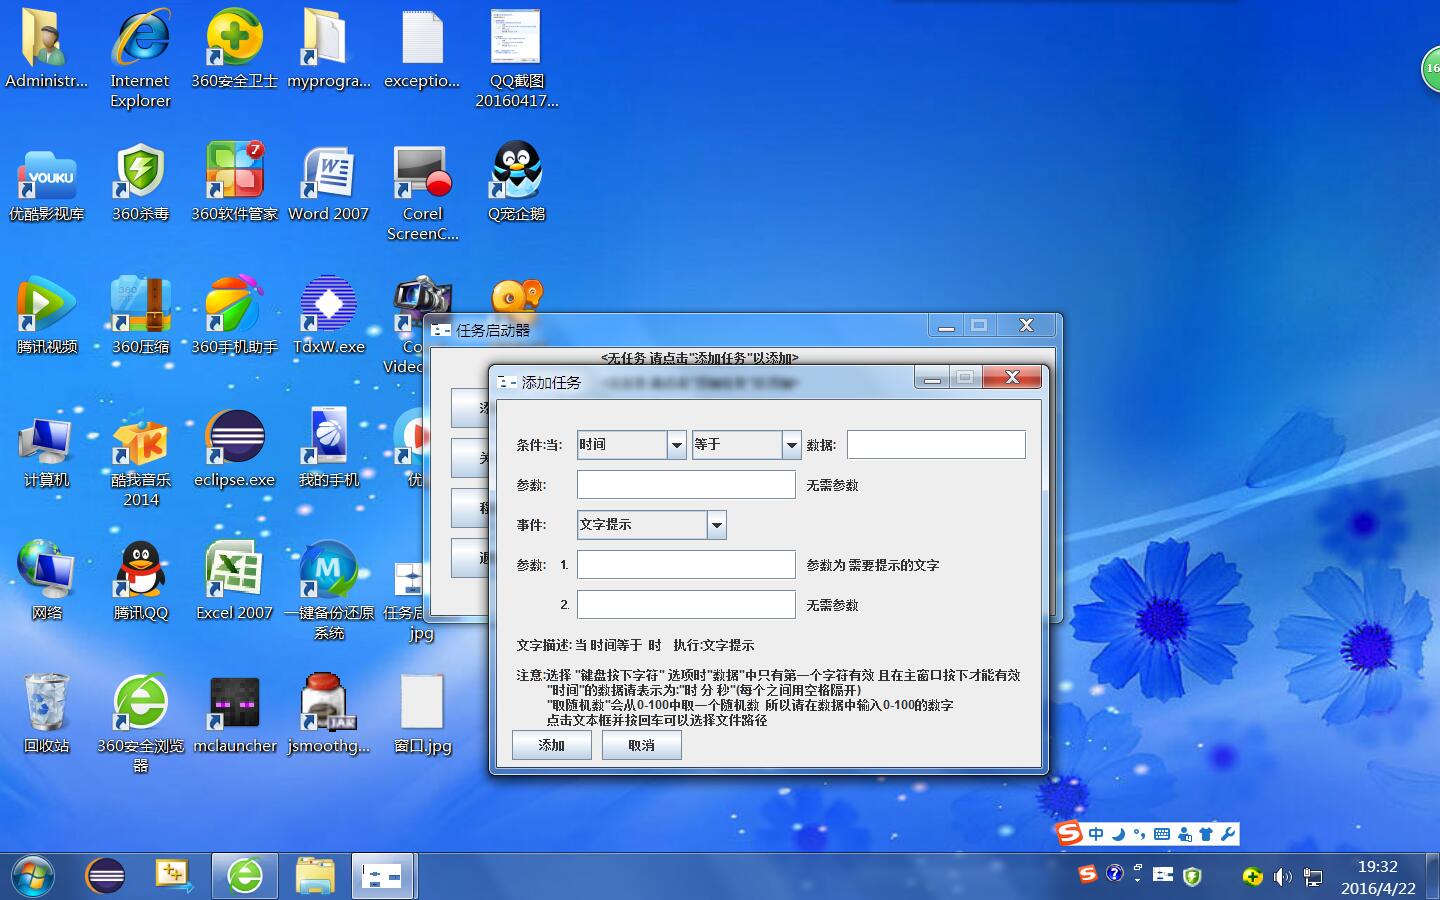 Administr...
Internet Explorer
360安全卫士
myprogra...
exceptio...
QQ截图
20160417...
16
YOUKU
7
优酷影视库
360杀毒
360软件管家
Word 2007
Corel
ScreenC...
Q宠企鹅
腾讯视频
360压缩
360手机助手
TdxW.exe
Video
任务启动器
<无任务 请点击"添加任务"以添加>
计算机
酷我音乐
2014
eclipse.exe
我的手机
网络
腾讯QQ
Excel 2007
一键备份还原
系统
jpg
回收站
360安全浏览
器
mclauncher
JAR
jsmoothg...
窗口.jpg
添加任务
条件:当:
时间
等于
数据:
参数:
无需参数
事件:
文字提示
参数:
1.
参数为 需要提示的文字
2.
无需参数
文字描述: 当 时间等于 时 执行:文字提示
注意:选择 "键盘按下字符" 选项时"数据"中只有第一个字符有效 且在主窗口按下才能有效
"时间"的数据请表示为:"时 分 秒"(每个之间用空格隔开)
"取随机数"会从0-100中取一个随机数 所以请在数据中输入0-100的数字
点击文本框并按回车可以选择文件路径
添加
取消
中
19:32
2016/4/22